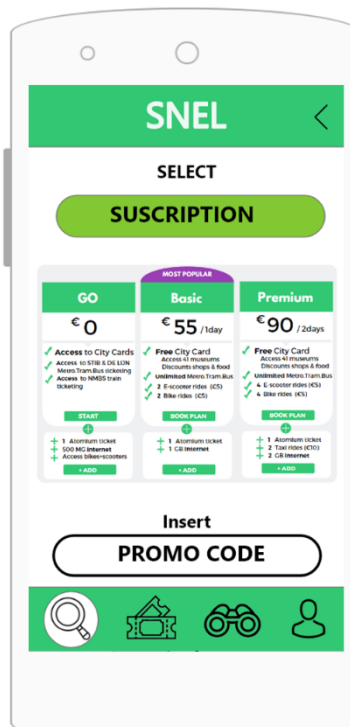 SNEL
SELECT
SUSCRIPTION
MOST POPULAR
GO
€ 0
Access to City Cards
Access to STIB & DE LIJN
Metro.Tram.Bus ticketing
Access to NMBS train
ticketing
START
1 Atomium ticket
500 MG Internet
Access bikes+scooters
+ ADD
Basic
€ 55 /1day
Free City Card
Access 41 museums
Discounts shops & food
Unlimited Metro.Tram.Bus
2 E-scooter rides (€5)
2 Bike rides (€5)
BOOK PLAN
1 Atomium ticket
1 GB Internet
+ ADD
Premium
€ 90 / 2days
Free City Card
Access 41 museums
Discounts shops & food
Unlimited Metro.Tram.Bus
4 E-scooter rides (€5)
4 Bike rides (€5)
BOOK PLAN
1 Atomium ticket
2 Taxi rides (€10)
2 GB Internet
+ ADD
Insert
PROMO CODE